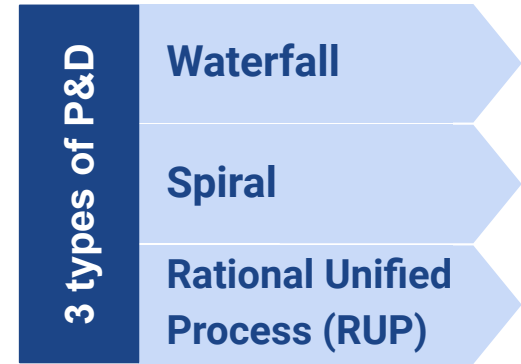 3 types of P&D
Waterfall
Spiral
Rational Unified
Process (RUP)